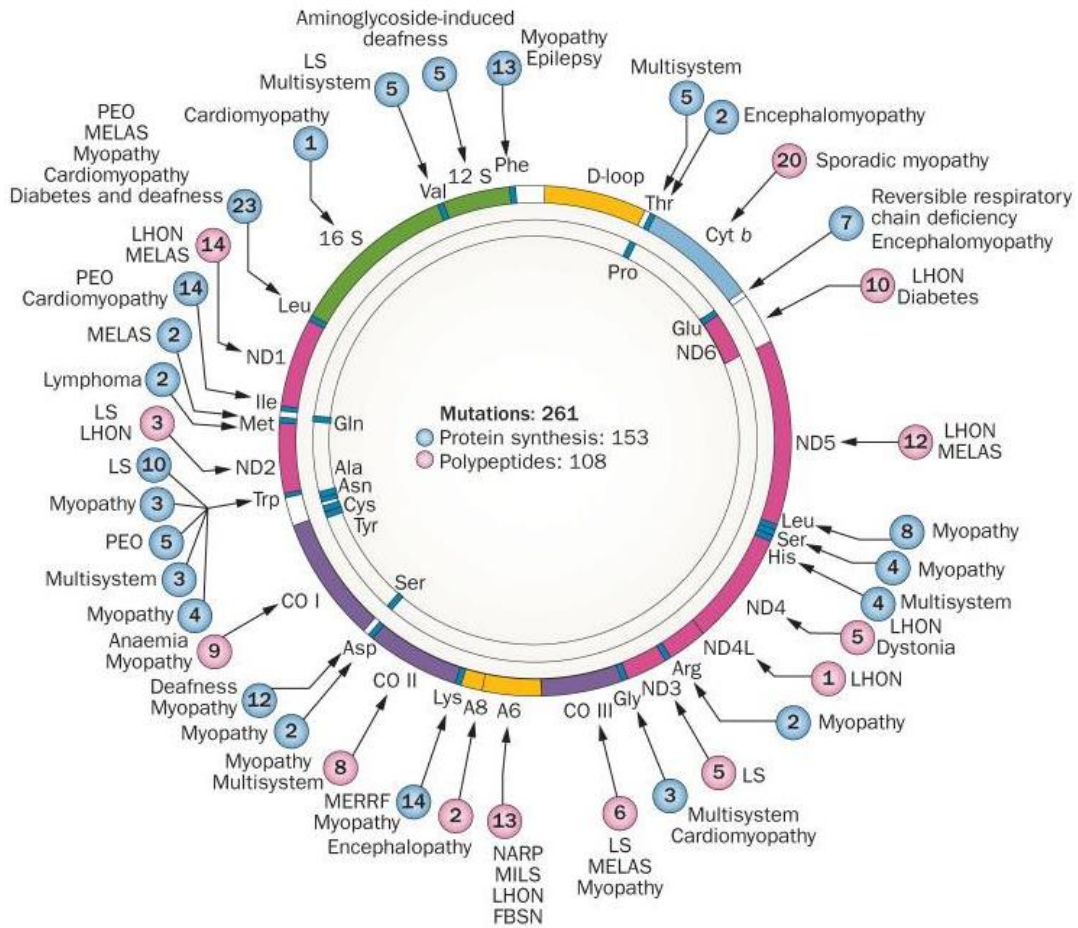 Aminoglycoside-induced
deafness
5
Myopathy
Epilepsy
13
LS
Multisystem
5
Multisystem
5
2
Encephalomyopathy
Cardiomyopathy
1
PEO
MELAS
Myopathy
Cardiomyopathy
Diabetes and deafness
23
20
Sporadic myopathy
7
Reversible respiratory
chain deficiency
Encephalomyopathy
LHON
MELAS
14
10
LHON
Diabetes
PEO
Cardiomyopathy
14
MELAS
2
Lymphoma
2
LS
LHON
3
LS
10
Myopathy
3
PEO
5
Multisystem
3
Myopathy
4
Anaemia
Myopathy
9
Deafness
Myopathy
12
Myopathy
2
Myopathy
Multisystem
8
MERRF
Myopathy
14
Encephalopathy
2
13
NARP
MILS
LHON
FBSN
6
LS
MELAS
Myopathy
3
Multisystem
Cardiomyopathy
5
LS
2
Myopathy
1
LHON
5
LHON
Dystonia
4
Multisystem
4
Myopathy
8
Myopathy
12
LHON
MELAS
D-loop
Thr
Cyt b
Pro
Glu
ND6
ND5
Leu
Ser
His
ND4
ND4L
Arg
ND3
Gly
CO III
A6
A8
Lys
CO II
Asp
Ser
CO I
Tyr
Cys
Asn
Ala
Trp
ND2
Gln
Met
Ile
ND1
Leu
16 S
Val
12 S
Phe
Mutations: 261
Protein synthesis: 153
Polypeptides: 108